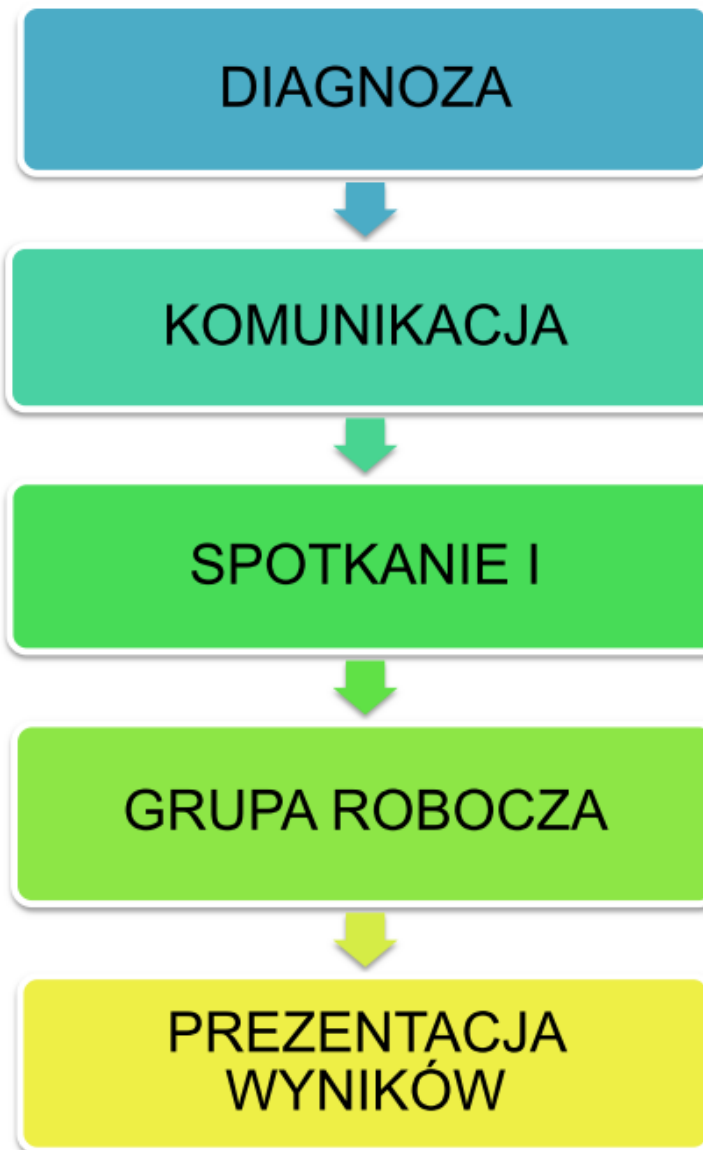 DIAGNOZA
KOMUNIKACJA
SPOTKANIE I
GRUPA ROBOCZA
PREZENTACJA
WYNIKÓW